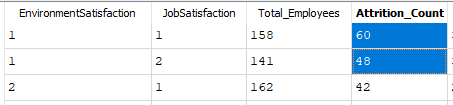 EnvironmentSatisfaction JobSatisfaction Total_Employees Attrition_Count
1 1 158 60
1 2 141 48
2 1 162 42